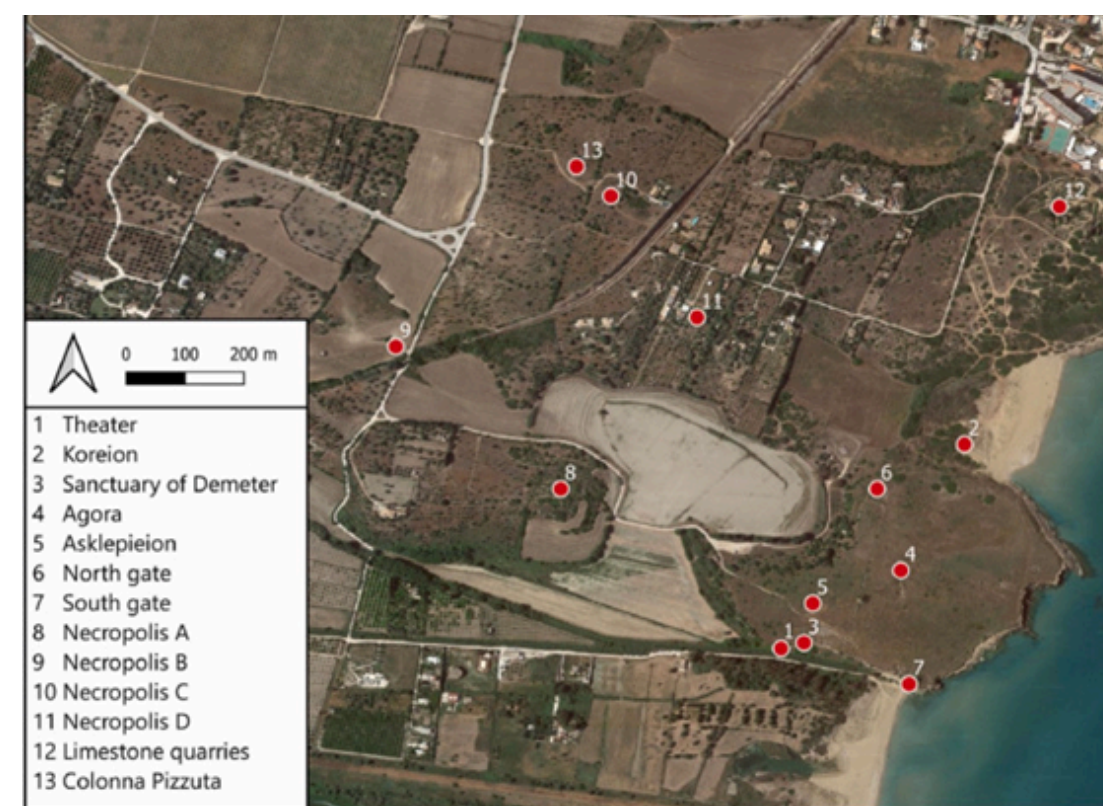 13
10
12
11
9
2
8
6
4
5
1
3
7
0 100 200 m
1 Theater
2 Koreion
3 Sanctuary of Demeter
4 Agora
5 Asklepieion
6 North gate
7 South gate
8 Necropolis A
9 Necropolis B
10 Necropolis C
11 Necropolis D
12 Limestone quarries
13 Colonna Pizzuta